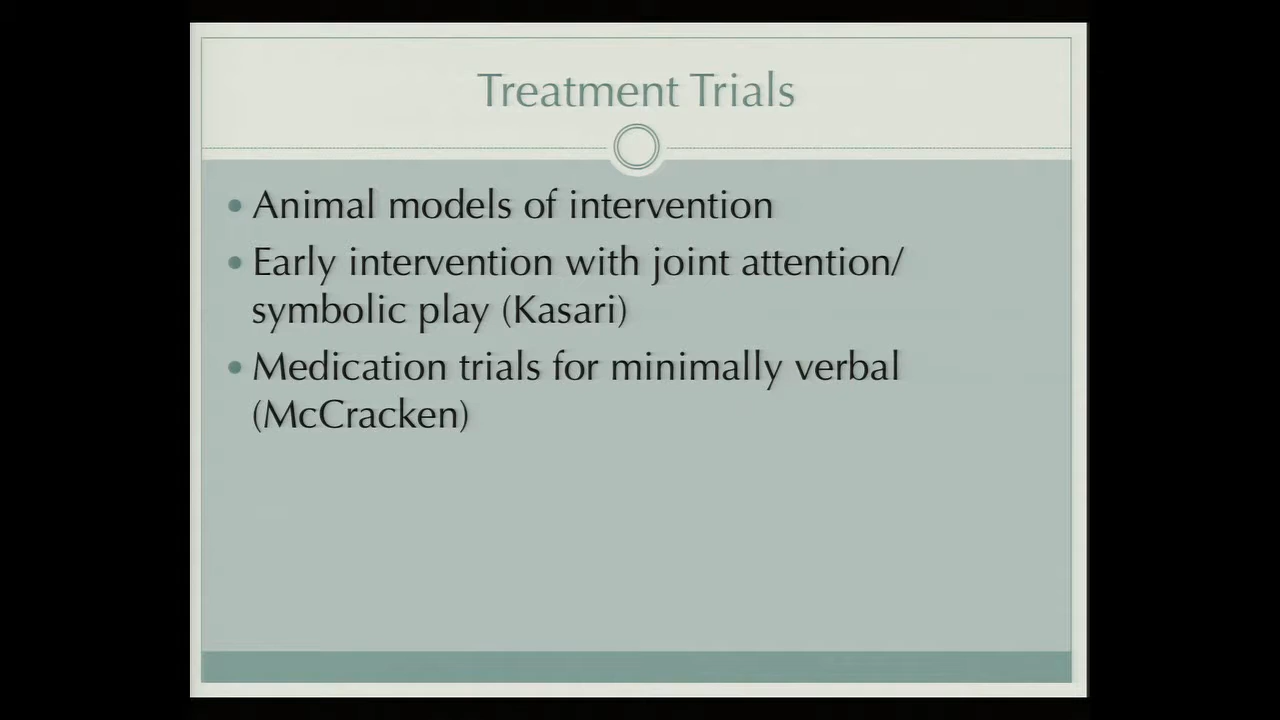 Treatment Trials
• Animal models of intervention
• Early intervention with joint attention/
symbolic play (Kasari)
• Medication trials for minimally verbal
(McCracken)